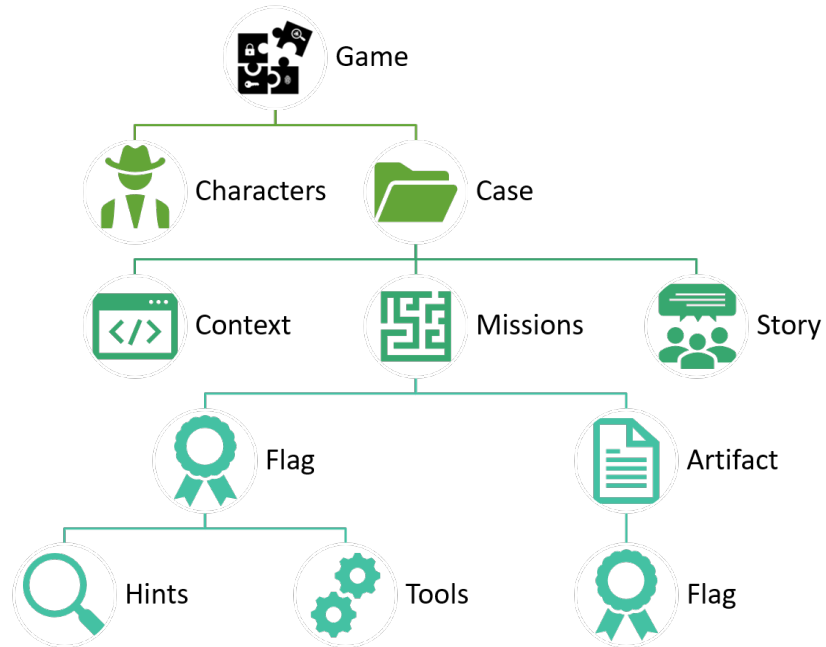 Game
Characters
Case
Context
Missions
Story
Flag
Artifact
Hints
Tools
Flag